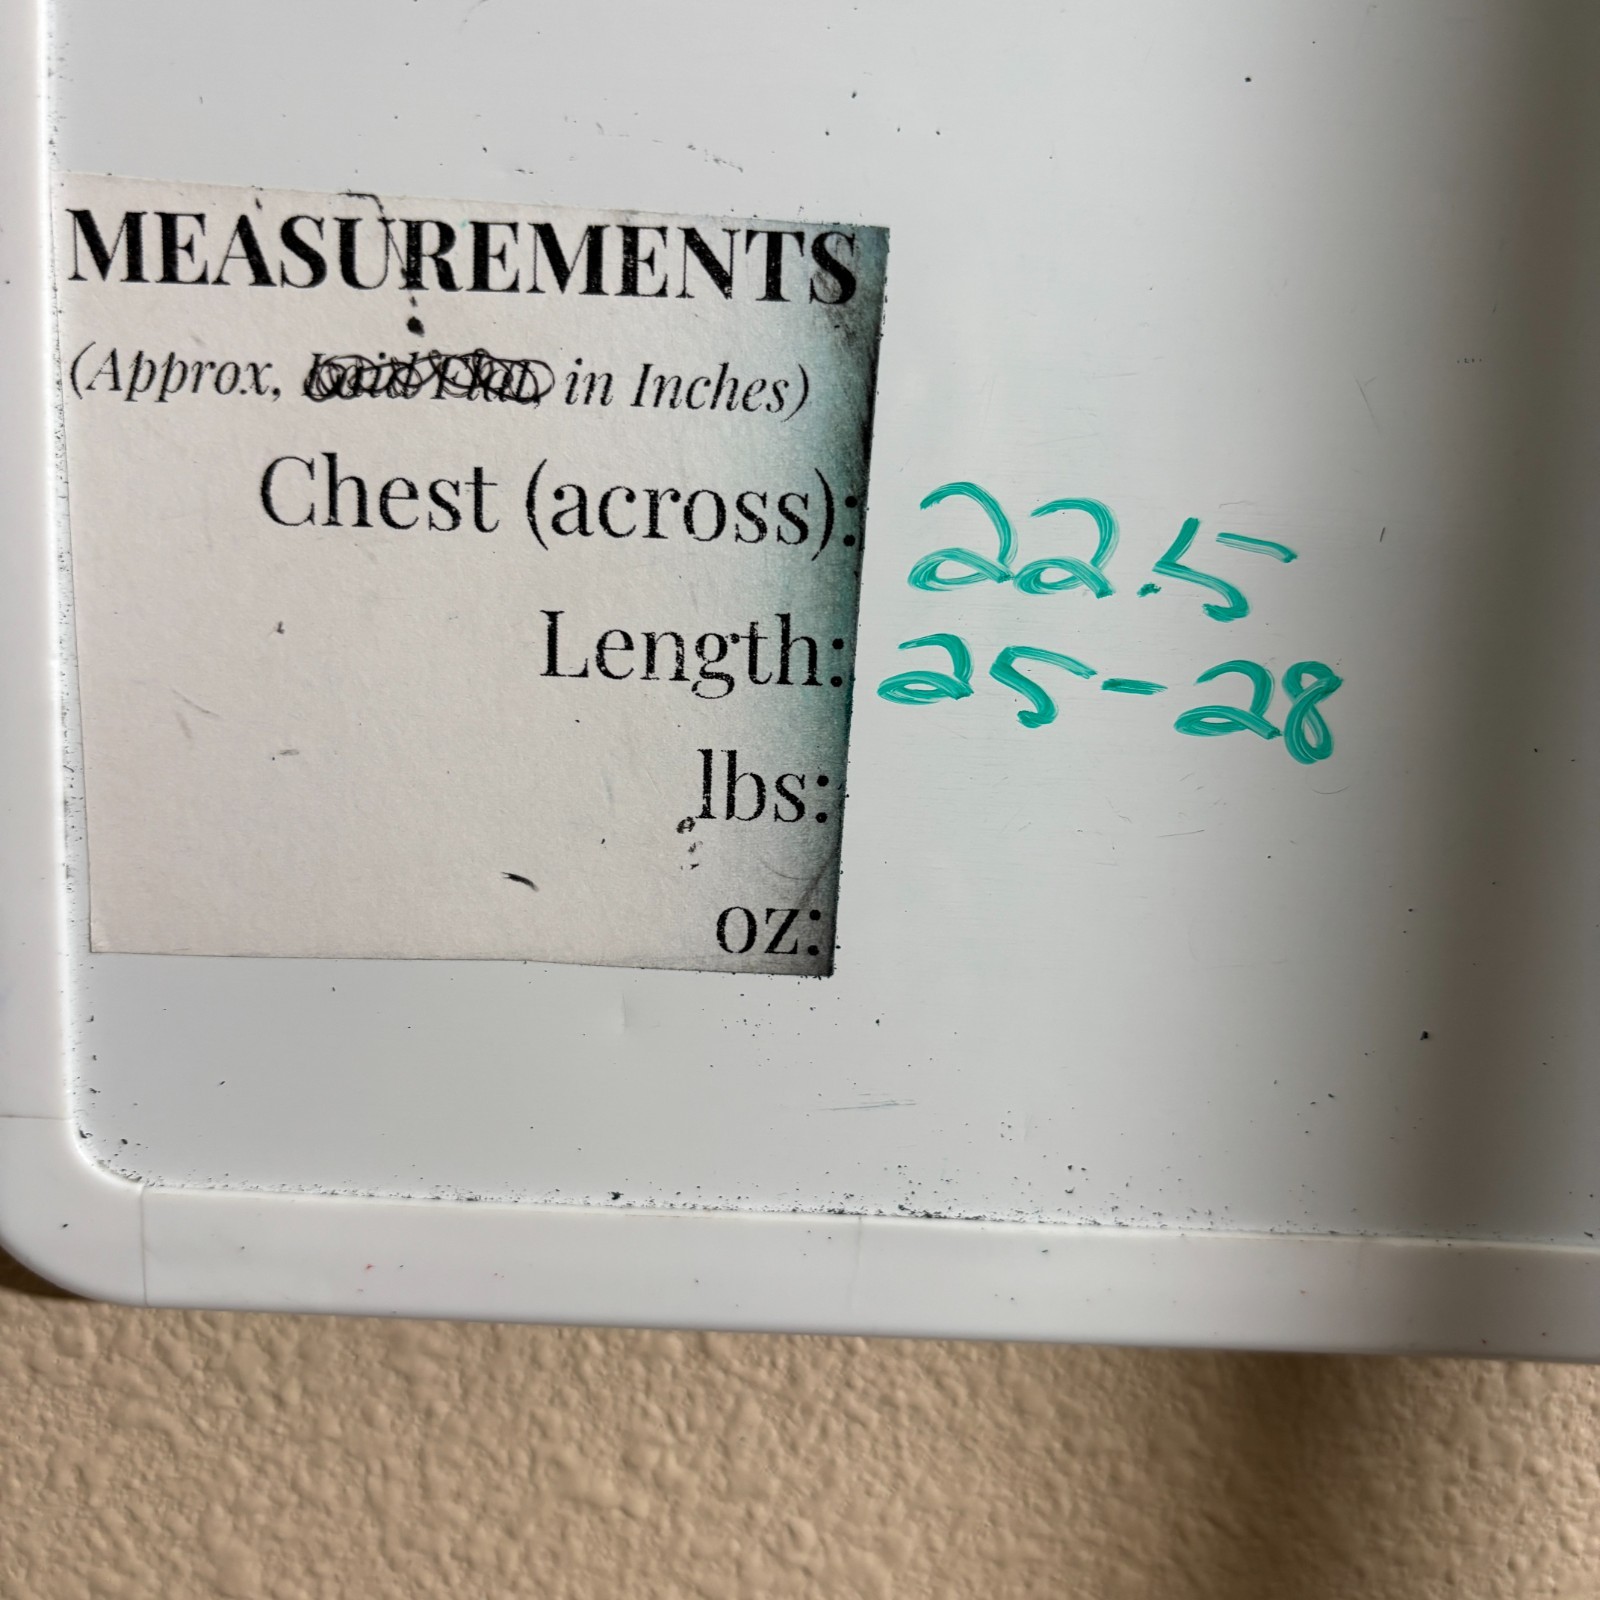 MEASUREMENTS
(Approx, in Inches)
Chest (across): 22.5
Length: 25-28
lbs:
oz: